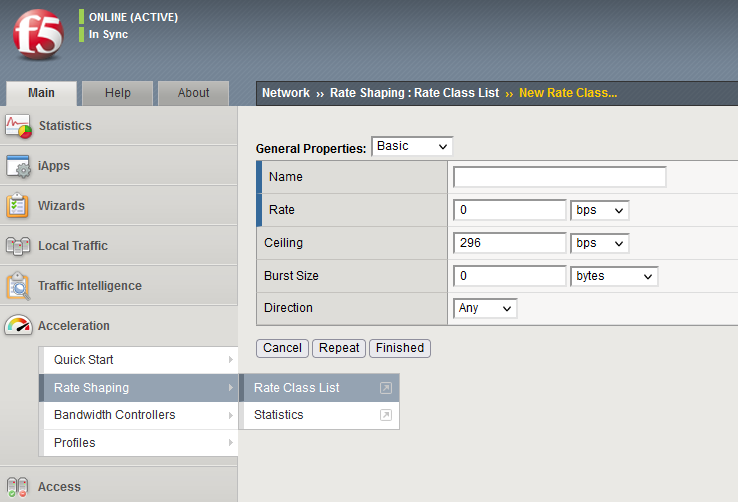 f5
ONLINE (ACTIVE)
In Sync
Main Help About
Network ›› Rate Shaping : Rate Class List ›› New Rate Class...
Statistics
iApps
Wizards
Local Traffic
Traffic Intelligence
Acceleration
Quick Start
Rate Shaping
Bandwidth Controllers
Profiles
Access
Rate Class List
Statistics
General Properties: Basic
Name
Rate 0 bps
Ceiling 296 bps
Burst Size 0 bytes
Direction Any
Cancel Repeat Finished